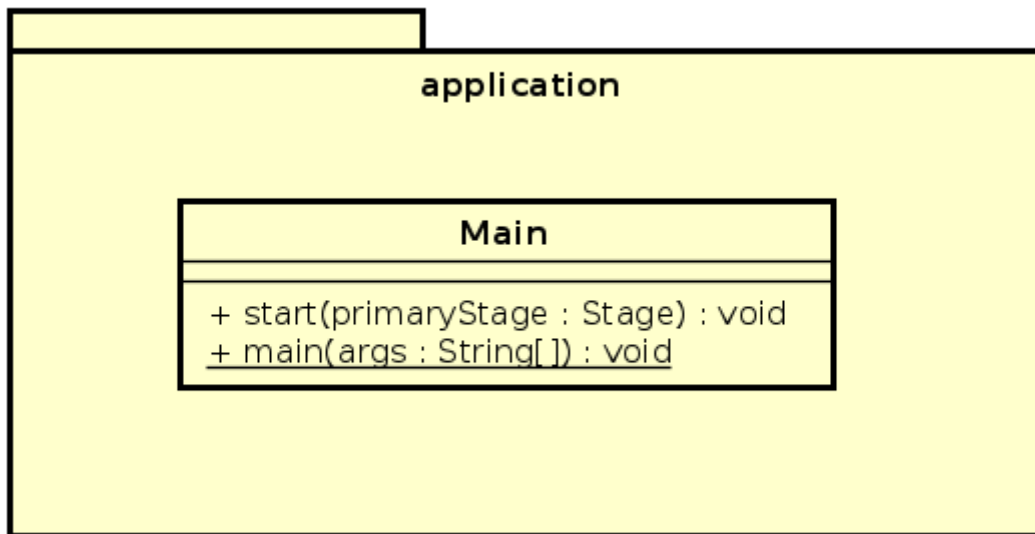 application
Main
+ start(primaryStage : Stage) : void
+ main(args : String[]) : void